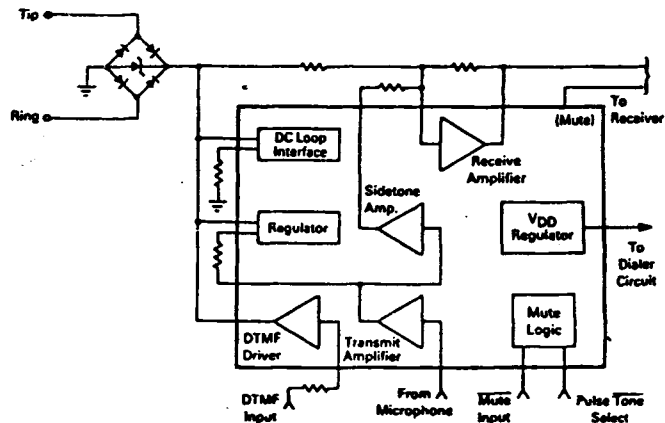 Tip
Ring
DC Loop
Interface
Regulator
Sidetone
Amp.
DTMF
Driver
Transmit
Amplifier
Receive
Amplifier
(Mute)
To
Receiver
VDD
Regulator
To
Dialer
Circuit
Mute
Logic
DTMF
Input
From
Microphone
Mute
Input
Pulse Tone
Select